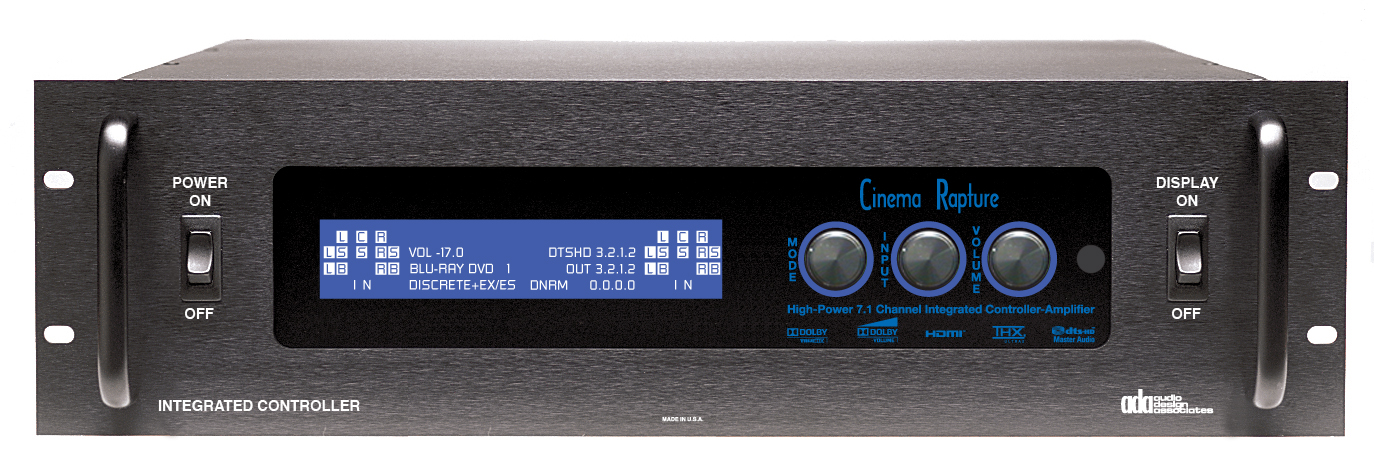 POWER
ON
OFF
L C R
LS S RS
LB RB
I N
VOL -17.0
BLU-RAY DVD 1
DISCRETE+EX/ES DNRM 0.0.0.0
DTSHD 3.2.1.2
OUT 3.2.1.2
L C R
LS S RS
LB RB
I N
Cinema Rapture
MODE
INPUT
VOLUME
High-Power 7.1 Channel Integrated Controller-Amplifier
DOLBY
TRUEHD
DOLBY
VOLUME
HDMI
THX
ULTRA2
dts-HD
Master Audio
DISPLAY
ON
OFF
INTEGRATED CONTROLLER
MADE IN U.S.A.
ada audio
design
associates